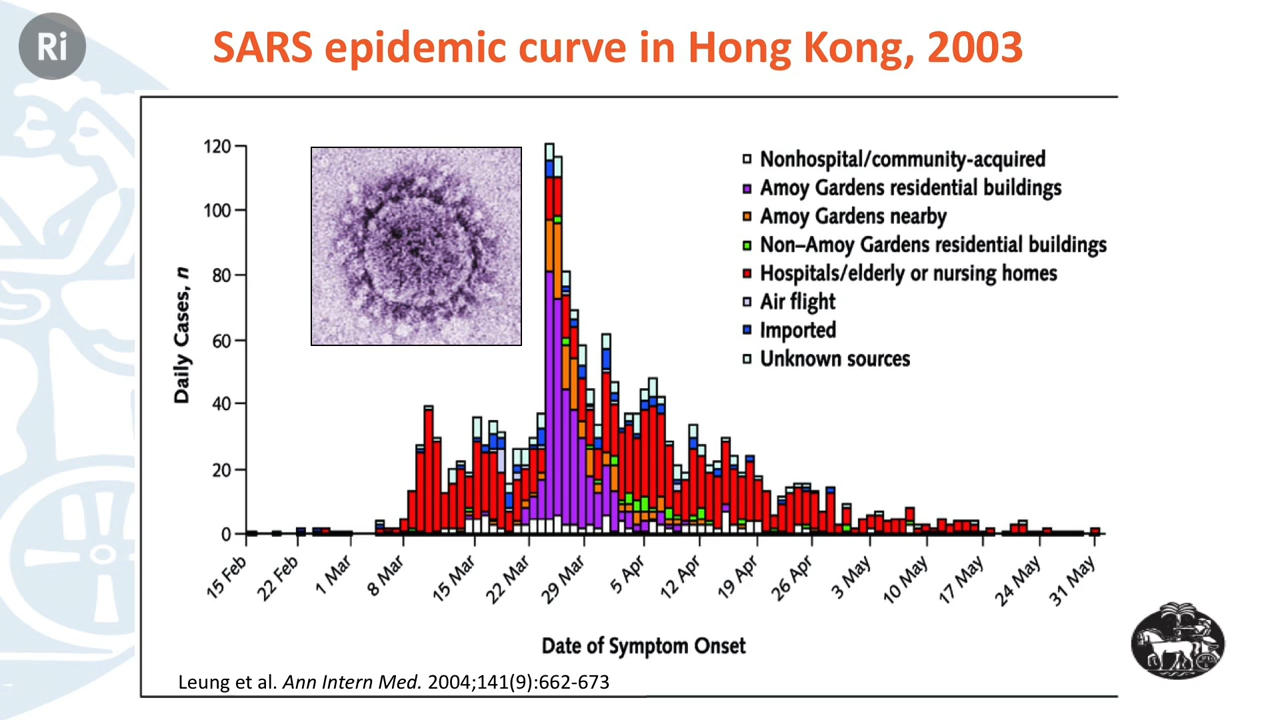 Ri
SARS epidemic curve in Hong Kong, 2003
120
100
80
60
40
20
0
Daily Cases, n
Nonhospital/community-acquired
Amoy Gardens residential buildings
Amoy Gardens nearby
Non–Amoy Gardens residential buildings
Hospitals/elderly or nursing homes
Air flight
Imported
Unknown sources
15 Feb
22 Feb
1 Mar
8 Mar
15 Mar
22 Mar
29 Mar
5 Apr
12 Apr
19 Apr
26 Apr
3 May
10 May
17 May
24 May
31 May
Date of Symptom Onset
Leung et al. Ann Intern Med. 2004;141(9):662-673